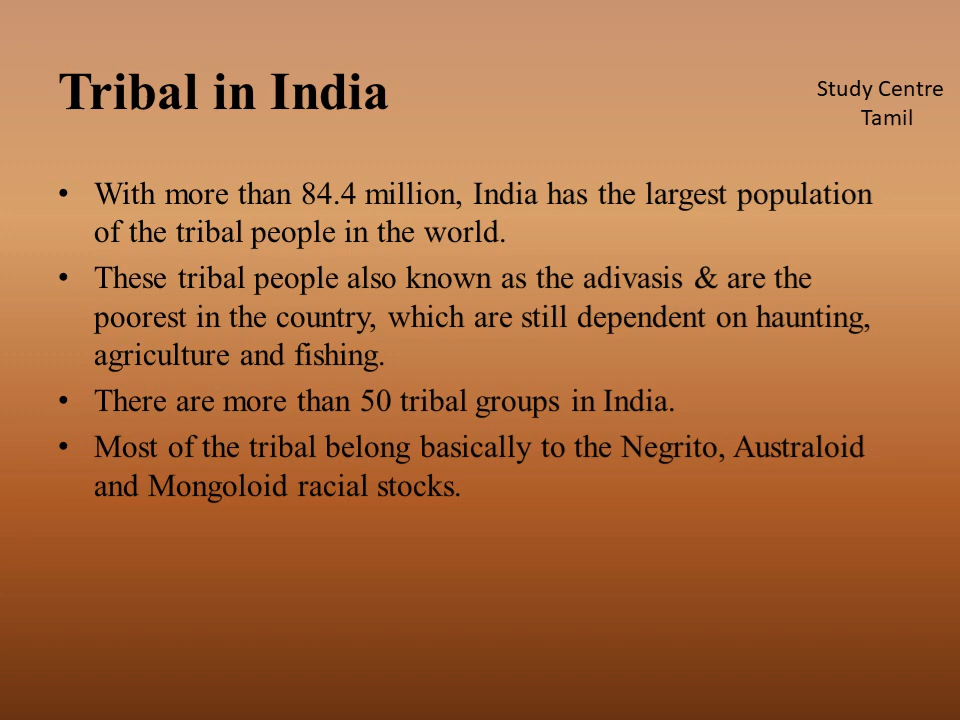 Tribal in India
Study Centre
Tamil
• With more than 84.4 million, India has the largest population
of the tribal people in the world.
• These tribal people also known as the adivasis & are the
poorest in the country, which are still dependent on haunting,
agriculture and fishing.
• There are more than 50 tribal groups in India.
• Most of the tribal belong basically to the Negrito, Australoid
and Mongoloid racial stocks.